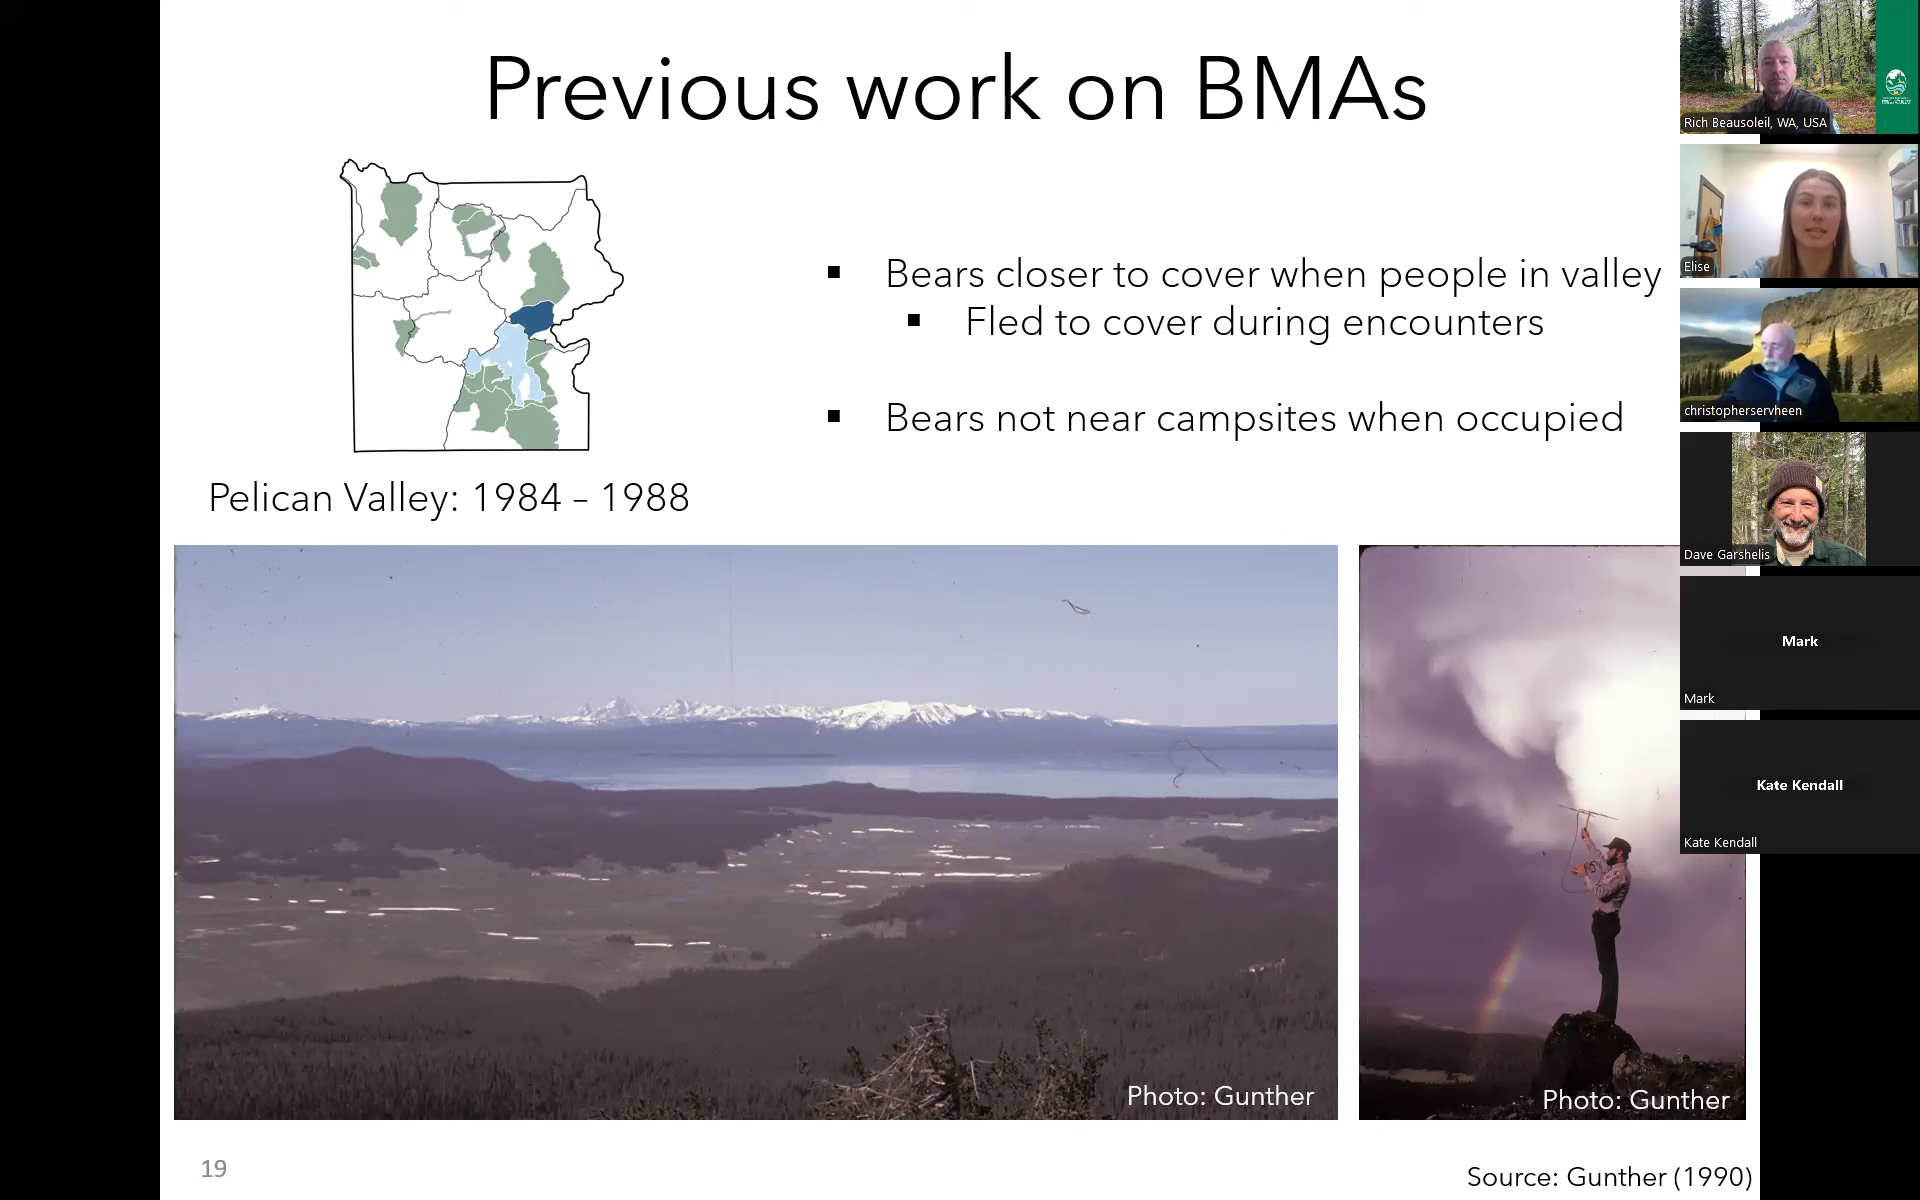 Previous work on BMAs
Pelican Valley: 1984 – 1988
▪ Bears closer to cover when people in valley
▪ Fled to cover during encounters
▪ Bears not near campsites when occupied
Photo: Gunther
Photo: Gunther
19
Source: Gunther (1990)
Rich Beausoleil, WA, USA
Elise
christopherservheen
Dave Garshelis
Mark
Mark
Kate Kendall
Kate Kendall